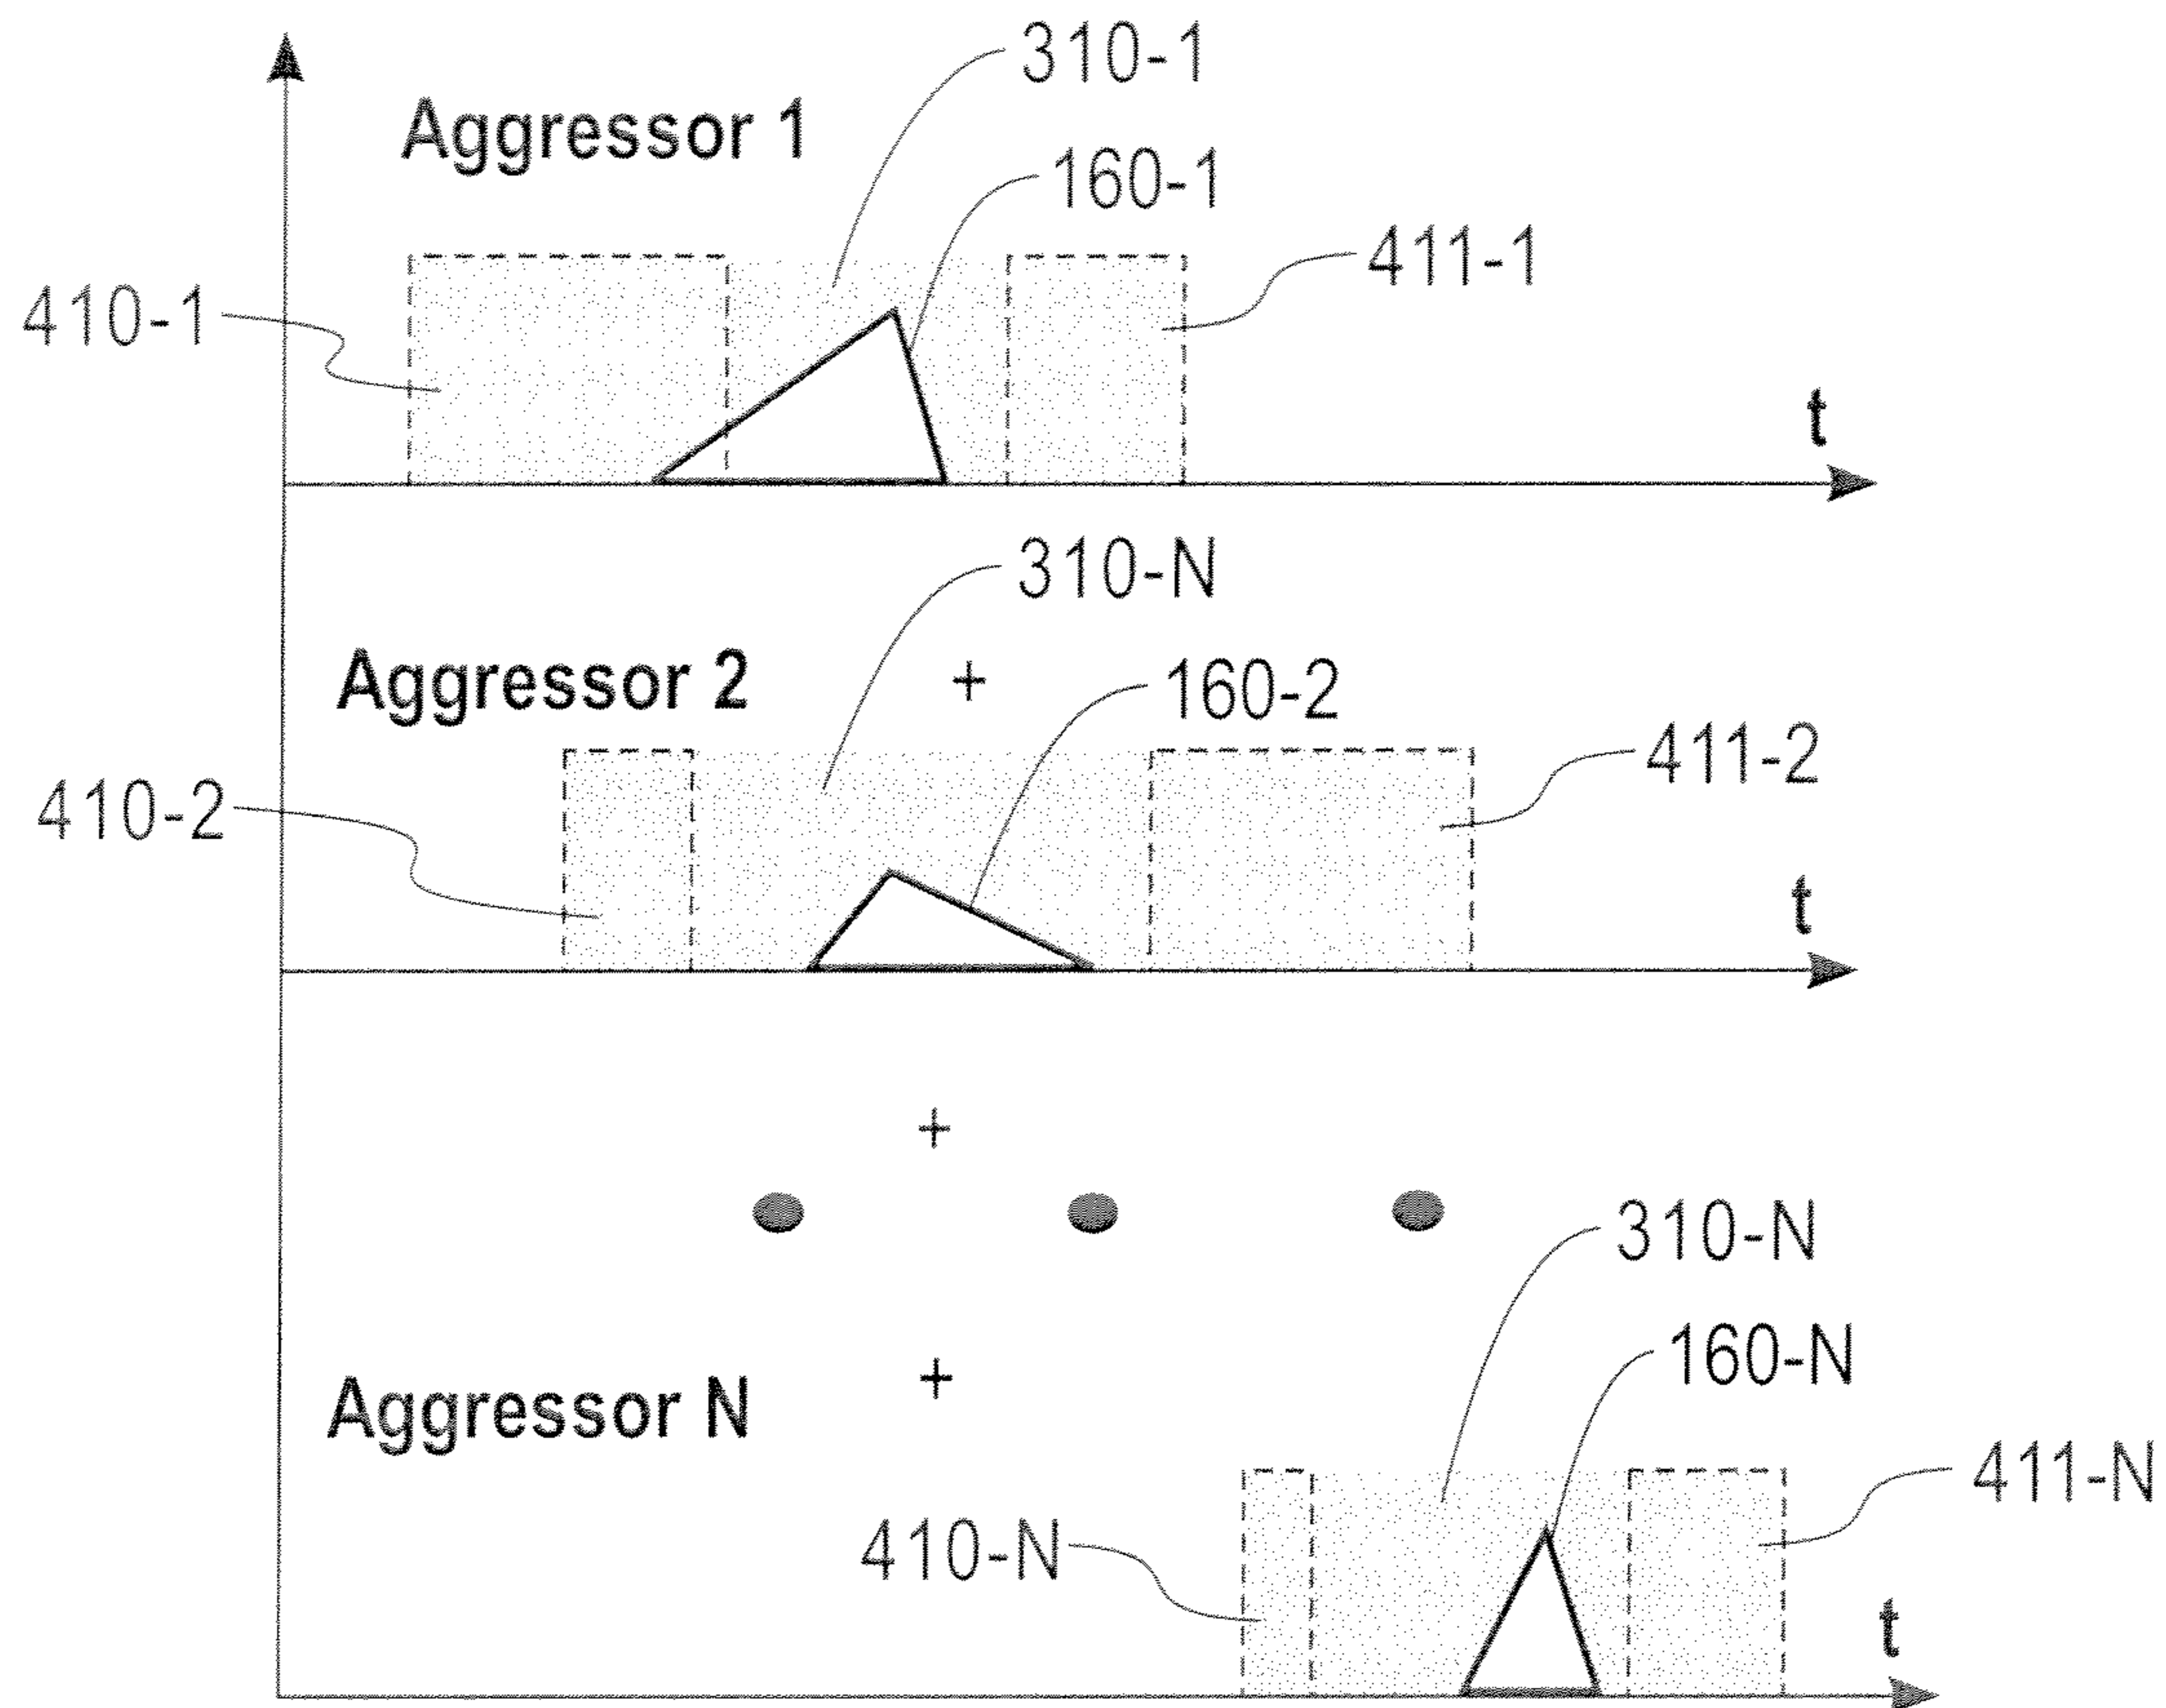 310-1
Aggressor 1
160-1
411-1
410-1
t
310-N
Aggressor 2
+
160-2
411-2
410-2
t
+
310-N
160-N
Aggressor N
+
411-N
410-N
t